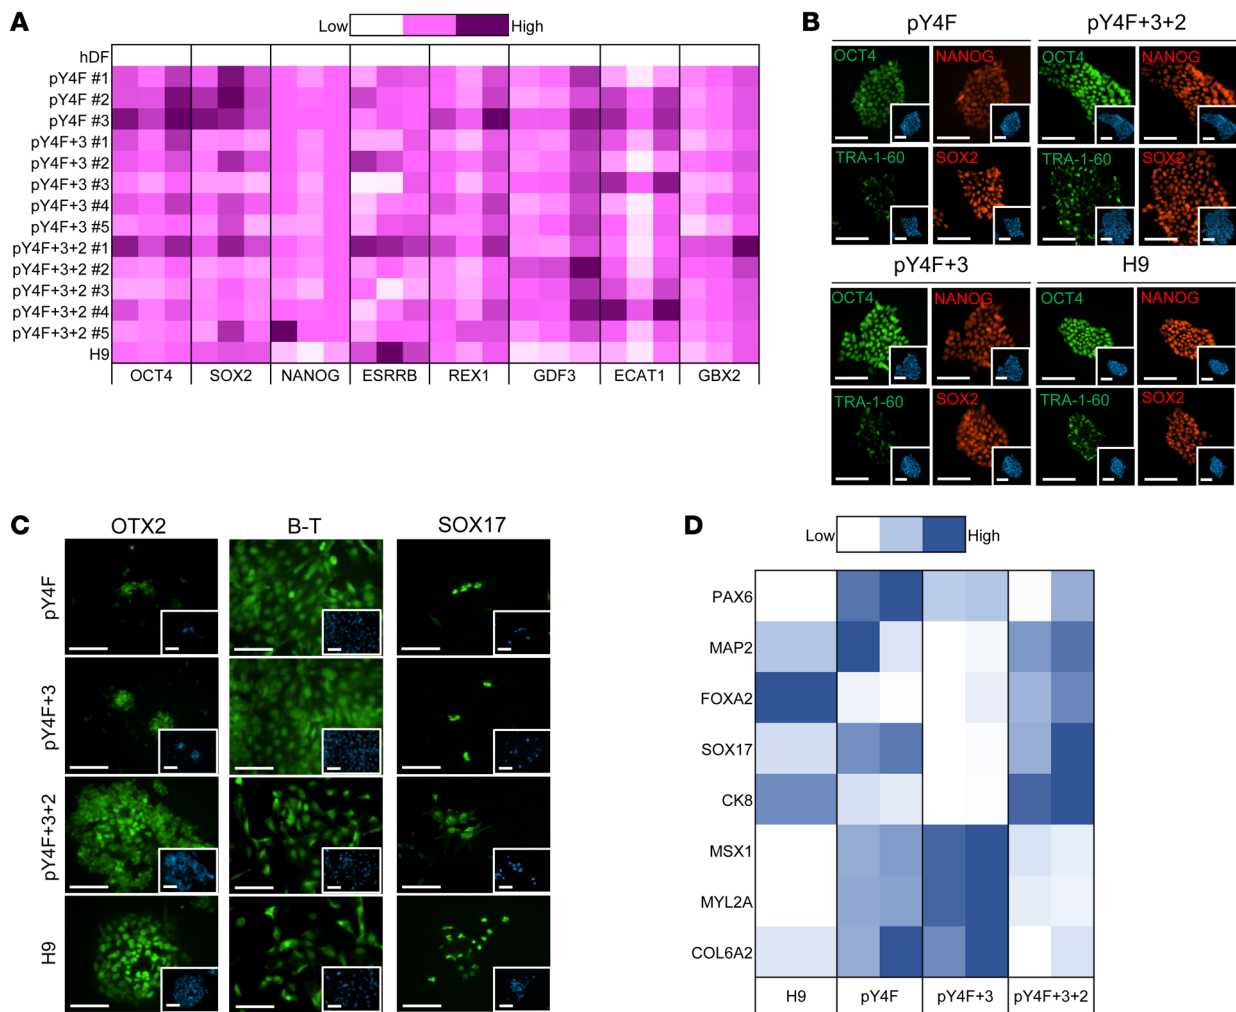 A
Low High
hDF
pY4F #1
pY4F #2
pY4F #3
pY4F+3 #1
pY4F+3 #2
pY4F+3 #3
pY4F+3 #4
pY4F+3 #5
pY4F+3+2 #1
pY4F+3+2 #2
pY4F+3+2 #3
pY4F+3+2 #4
pY4F+3+2 #5
H9
OCT4 SOX2 NANOG ESRRB REX1 GDF3 ECAT1 GBX2
B
pY4F pY4F+3+2
OCT4 NANOG OCT4 NANOG
TRA-1-60 SOX2 TRA-1-60 SOX2
pY4F+3 H9
OCT4 NANOG OCT4 NANOG
TRA-1-60 SOX2 TRA-1-60 SOX2
C
OTX2 B-T SOX17
pY4F
pY4F+3
pY4F+3+2
H9
D
Low High
PAX6
MAP2
FOXA2
SOX17
CK8
MSX1
MYL2A
COL6A2
H9 pY4F pY4F+3 pY4F+3+2